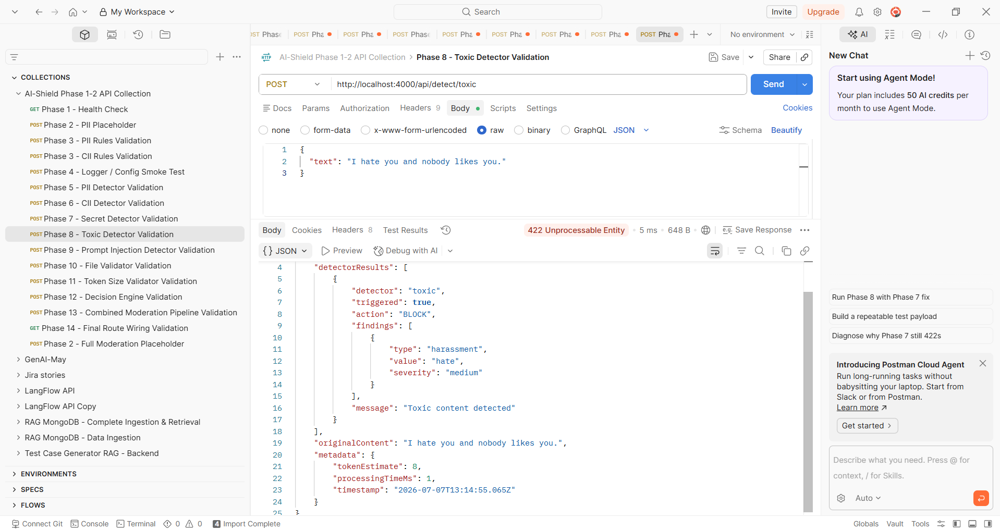 My Workspace
Search
Invite
Upgrade
COLLECTIONS
AI-Shield Phase 1-2 API Collection
GET Phase 1 - Health Check
POST Phase 2 - PII Placeholder
POST Phase 3 - PII Rules Validation
POST Phase 3 - CII Rules Validation
POST Phase 4 - Logger / Config Smoke Test
POST Phase 5 - PII Detector Validation
POST Phase 6 - CII Detector Validation
POST Phase 7 - Secret Detector Validation
POST Phase 8 - Toxic Detector Validation
POST Phase 9 - Prompt Injection Detector Validation
POST Phase 10 - File Validator Validation
POST Phase 11 - Token Size Validator Validation
POST Phase 12 - Decision Engine Validation
POST Phase 13 - Combined Moderation Pipeline Validation
GET Phase 14 - Final Route Wiring Validation
POST Phase 2 - Full Moderation Placeholder
GenAI-May
Jira stories
LangFlow API
LangFlow API Copy
RAG MongoDB - Complete Ingestion & Retrieval
RAG MongoDB - Data Ingestion
Test Case Generator RAG - Backend
ENVIRONMENTS
SPECS
FLOWS
OST Phase POST Pha POST Pha POST Phase POST Pha POST Pha POST Pha POST Pha POST Pha No environment
HTTP AI-Shield Phase 1-2 API Collection > Phase 8 - Toxic Detector Validation Save Share
POST http://localhost:4000/api/detect/toxic Send
Docs Params Authorization Headers 9 Body Scripts Settings Cookies
none form-data x-www-form-urlencoded raw binary GraphQL JSON Schema Beautify
1 {
2 "text": "I hate you and nobody likes you."
3 }
Body Cookies Headers 8 Test Results 422 Unprocessable Entity • 5 ms • 648 B e.g. Save Response
{} JSON Preview Debug with AI
4 "detectorResults": [
5 {
6 "detector": "toxic",
7 "triggered": true,
8 "action": "BLOCK",
9 "findings": [
10 {
11 "type": "harassment",
12 "value": "hate",
13 "severity": "medium"
14 }
15 ],
16 "message": "Toxic content detected"
17 }
18 ],
19 "originalContent": "I hate you and nobody likes you.",
20 "metadata": {
21 "tokenEstimate": 8,
22 "processingTimeMs": 1,
23 "timestamp": "2026-07-07T13:14:55.065Z"
24 }
25 }
AI
New Chat
Start using Agent Mode!
Your plan includes 50 AI credits per
month to use Agent Mode.
Run Phase 8 with Phase 7 fix
Build a repeatable test payload
Diagnose why Phase 7 still 422s
Introducing Postman Cloud Agent
Run long-running tasks without
babysitting your laptop. Start from
Slack or from Postman.
Learn more ↗
Get started >
Describe what you need. Press @ for
context, / for Skills.
Auto
Connect Git Console Terminal 0 0 4 Import Complete
Globals Vault Tools